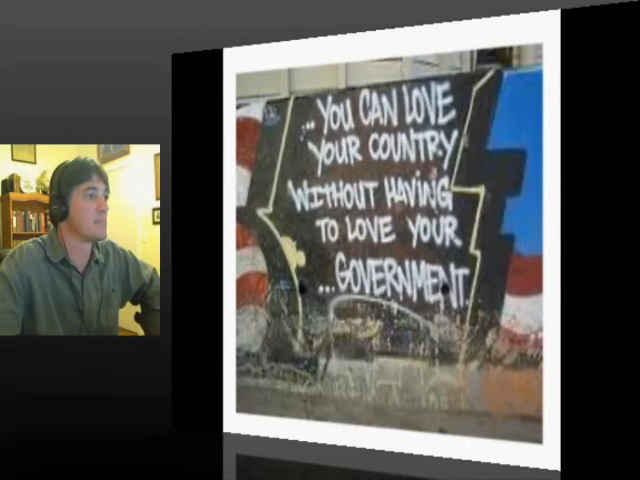 ... YOU CAN LOVE
YOUR COUNTRY
WITHOUT HAVING
TO LOVE YOUR
...GOVERNMENT.